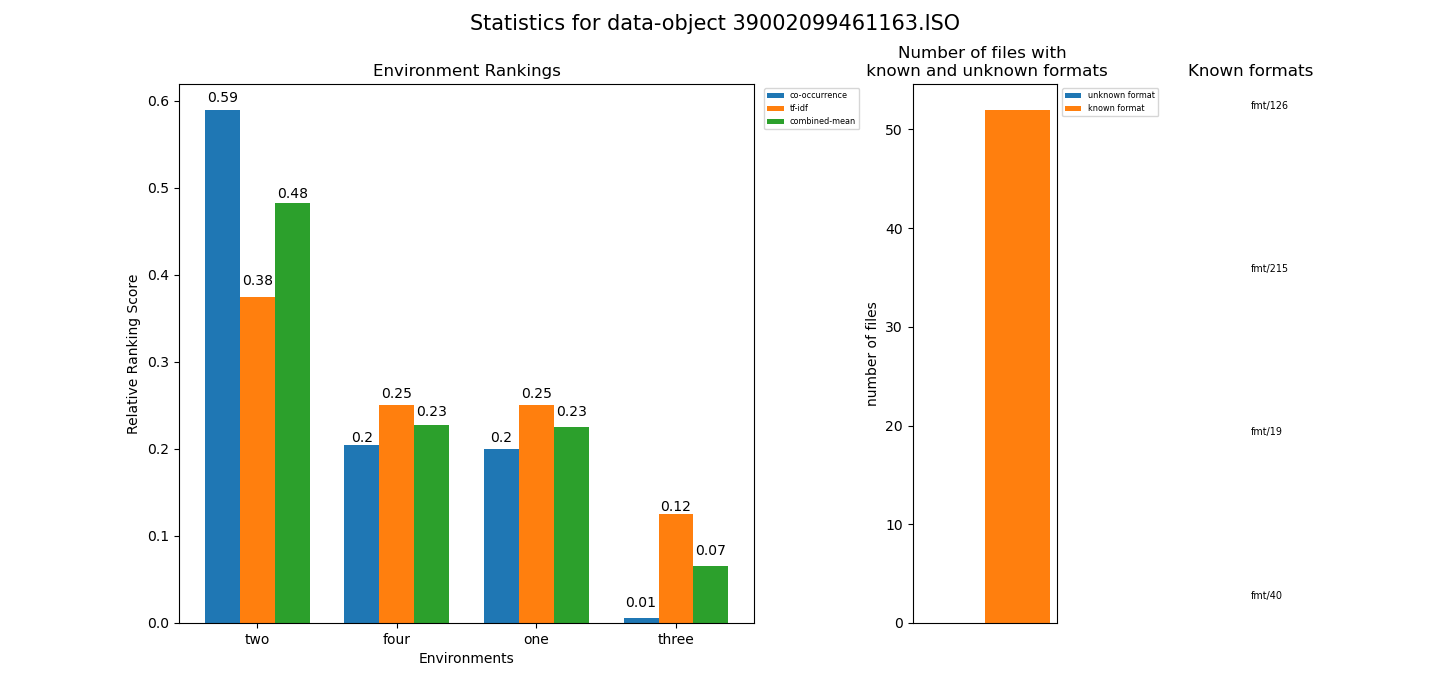 Statistics for data-object 39002099461163.ISO
Environment Rankings
Relative Ranking Score
0.6
0.5
0.4
0.3
0.2
0.1
0.0
0.59
0.38
0.48
0.2
0.25
0.23
0.2
0.25
0.23
0.01
0.12
0.07
two
four
one
three
Environments
co-occurrence
tf-idf
combined-mean
Number of files with
known and unknown formats
number of files
50
40
30
20
10
0
unknown format
known format
Known formats
fmt/126
fmt/215
fmt/19
fmt/40